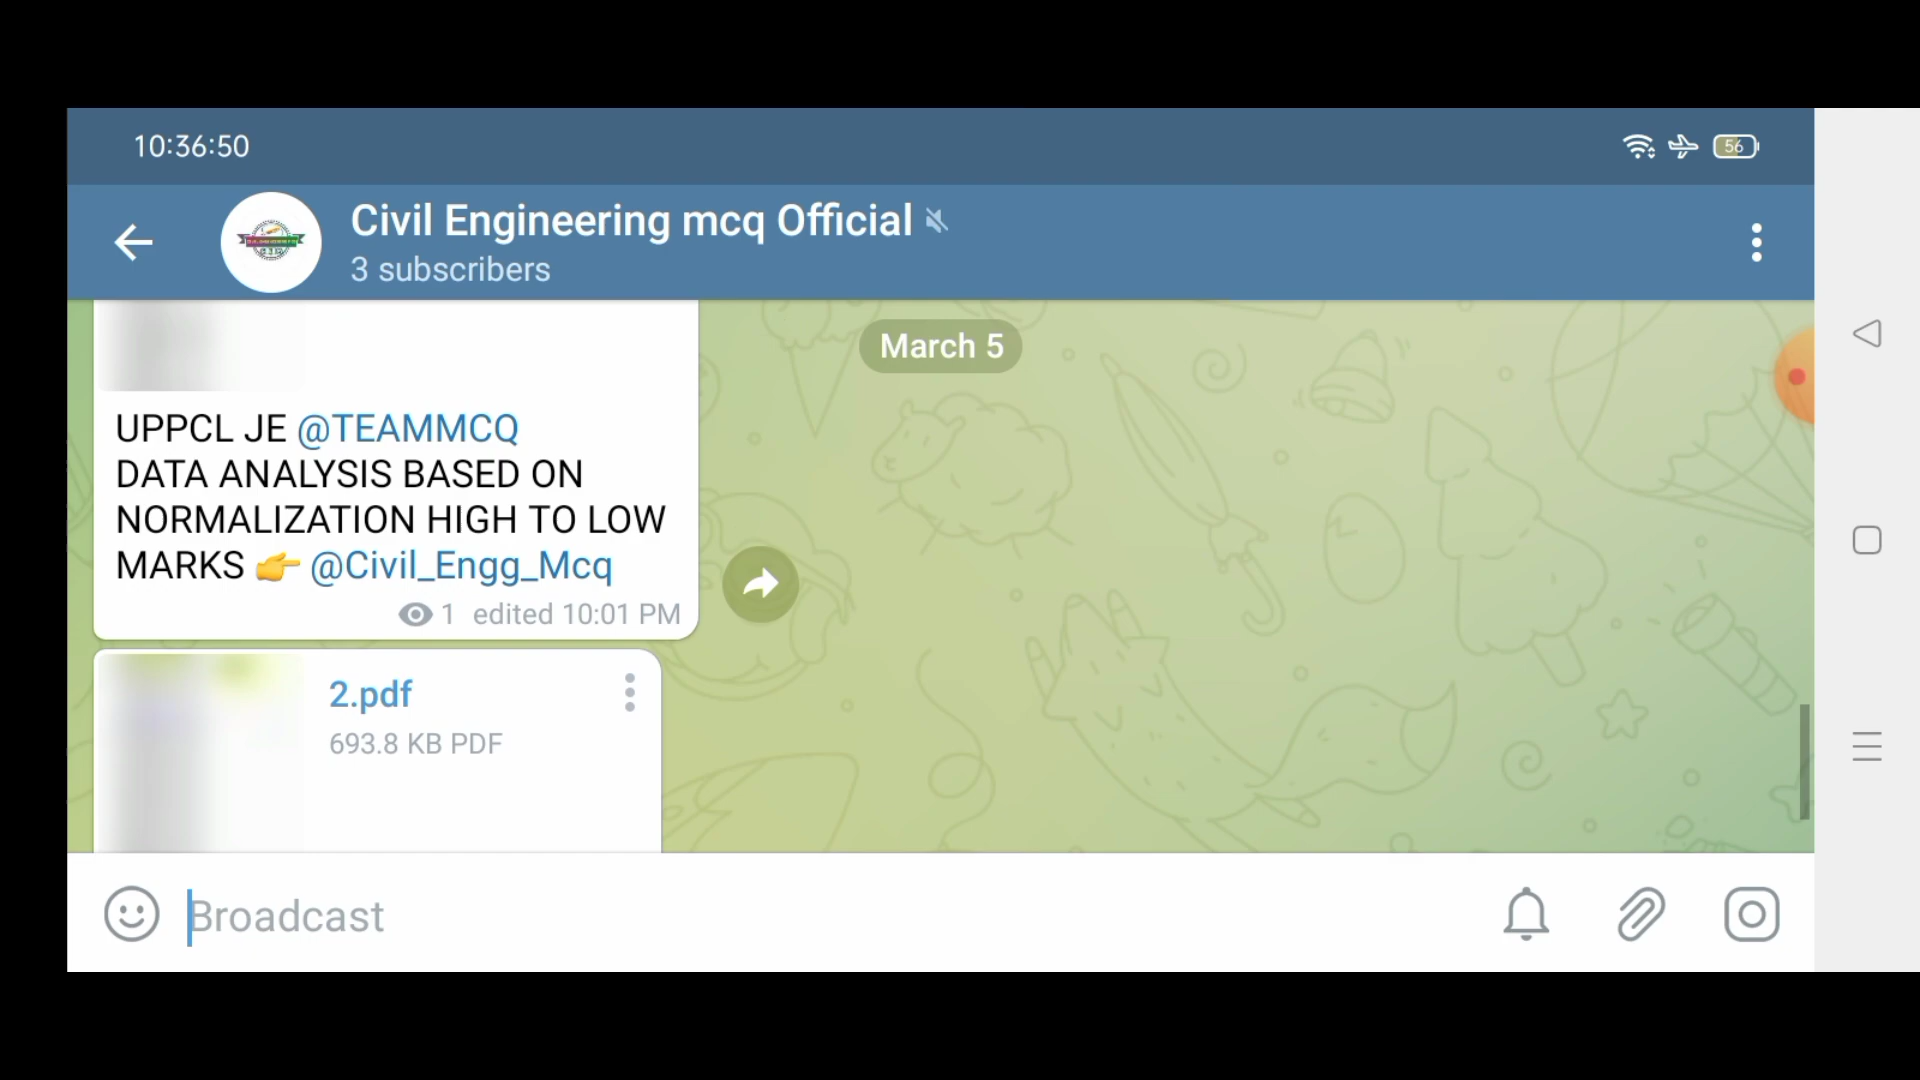 10:36:50
56
Civil Engineering mcq Official
3 subscribers
March 5
UPPCL JE @TEAMMCQ
DATA ANALYSIS BASED ON
NORMALIZATION HIGH TO LOW
MARKS 👉 @Civil_Engg_Mcq
1 edited 10:01 PM
2.pdf
693.8 KB PDF
Broadcast